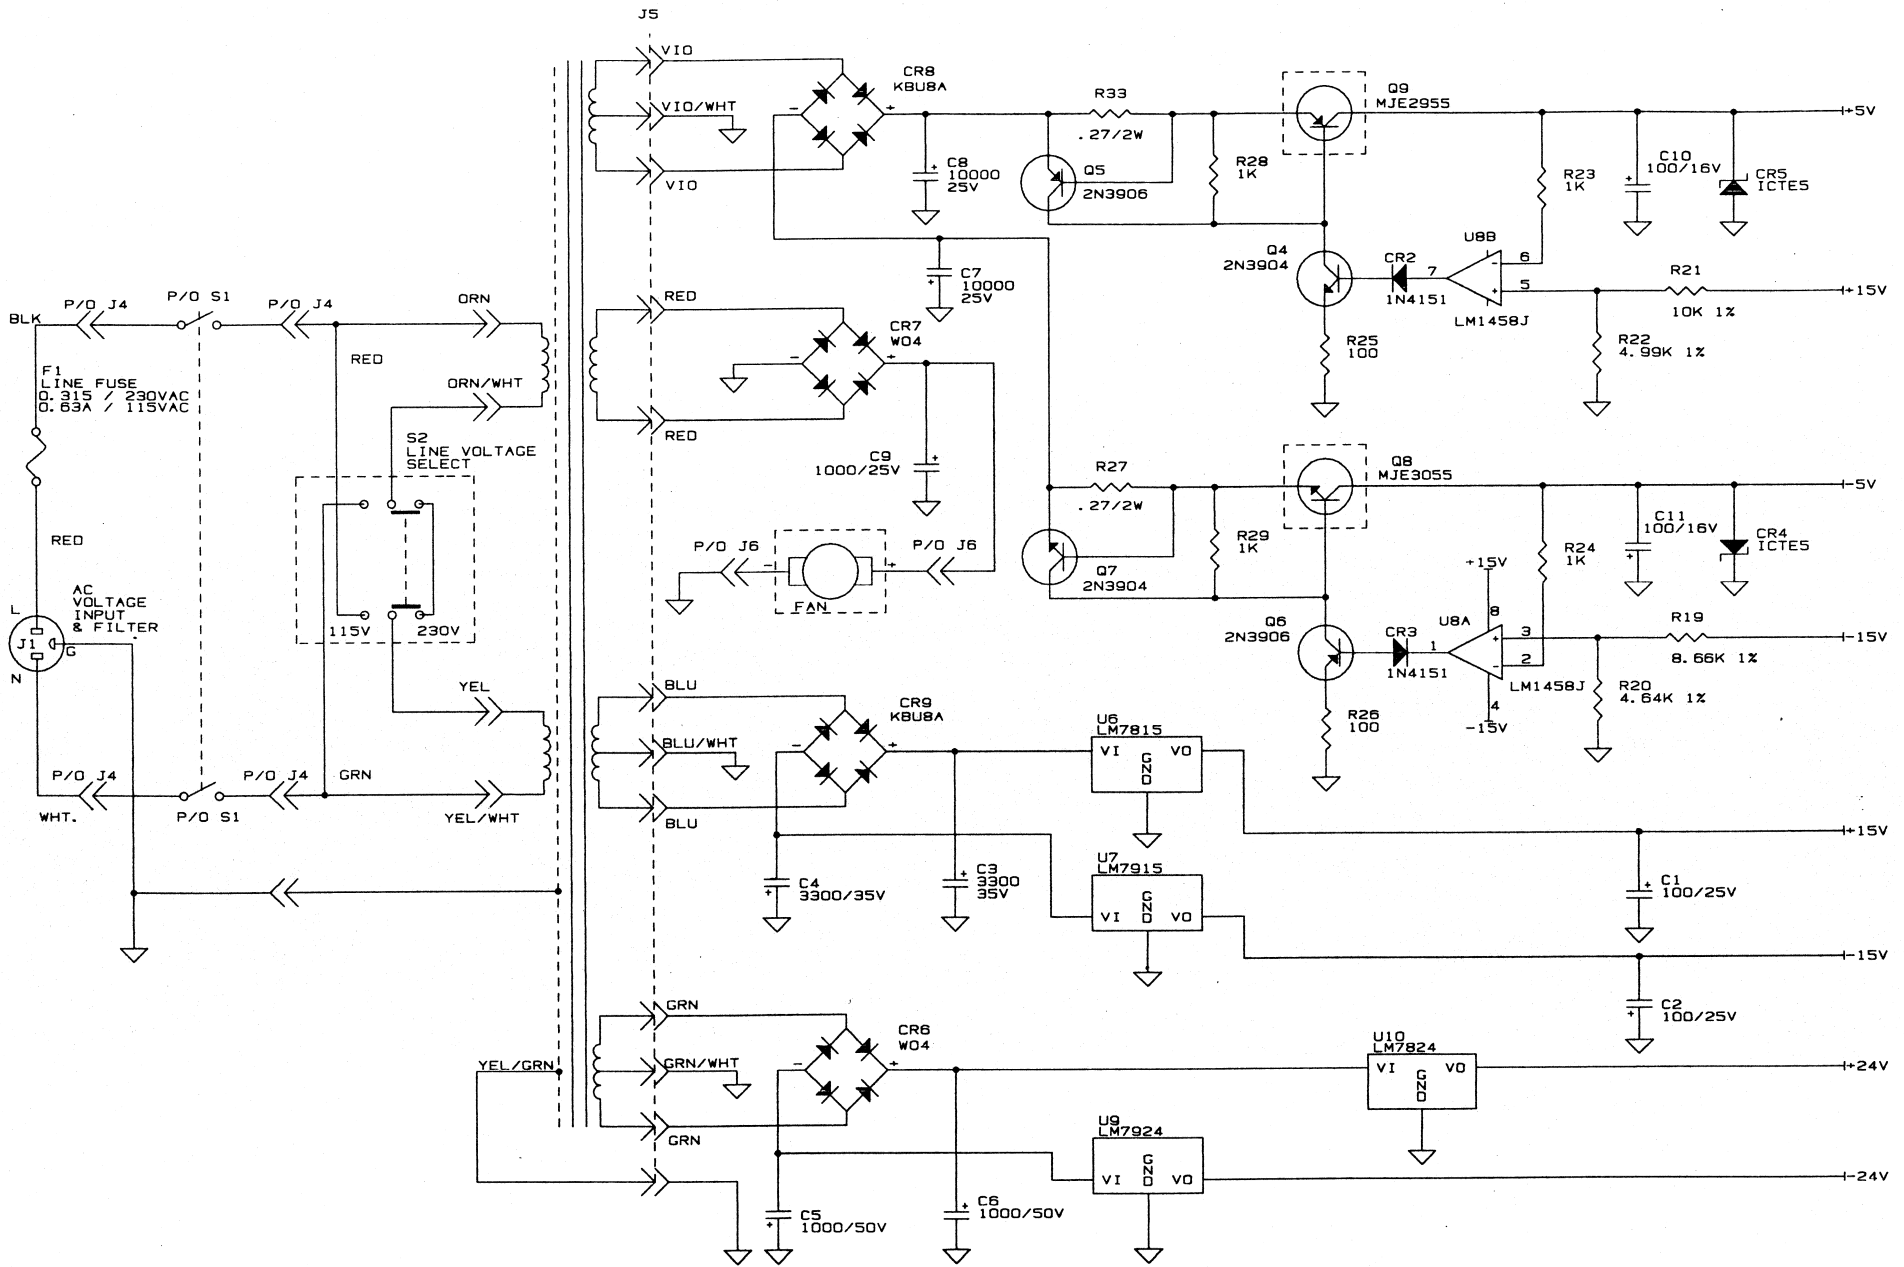 J5
VIO
VIO/WHT
VIO
-
+
CR8
KBU8A
C8
10000
25V
R33
.27/2W
Q5
2N3906
R28
1K
Q9
MJE2955
R23
1K
C10
100/16V
CR5
ICTE5
+5V
Q4
2N3904
CR2
1N4151
7
U8B
6
5
-
+
LM1458J
R21
10K 1%
+15V
R22
4.99K 1%
R25
100
C7
10000
25V
BLK
P/O J4
P/O S1
P/O J4
ORN
RED
ORN/WHT
F1
LINE FUSE
0.315 / 230VAC
0.63A / 115VAC
S2
LINE VOLTAGE
SELECT
115V
230V
RED
AC
VOLTAGE
INPUT
& FILTER
L
J1
G
N
WHT.
P/O J4
P/O S1
P/O J4
GRN
YEL
YEL/WHT
RED
RED
-
+
CR7
W04
C9
1000/25V
P/O J6
-
+
P/O J6
FAN
R27
.27/2W
Q7
2N3904
R29
1K
Q8
MJE3055
R24
1K
C11
100/16V
CR4
ICTE5
-5V
Q6
2N3906
CR3
1N4151
1
U8A
+15V
8
3
2
+
-
4
-15V
LM1458J
R19
8.66K 1%
-15V
R20
4.64K 1%
R26
100
BLU
BLU/WHT
BLU
-
+
CR9
KBU8A
C4
3300/35V
C3
3300
35V
U6
LM7815
VI
GND
VO
+15V
U7
LM7915
VI
GND
VO
C1
100/25V
-15V
C2
100/25V
GRN
GRN/WHT
GRN
YEL/GRN
-
+
CR6
W04
C5
1000/50V
C6
1000/50V
U10
LM7824
VI
GND
VO
+24V
U9
LM7924
VI
GND
VO
-24V